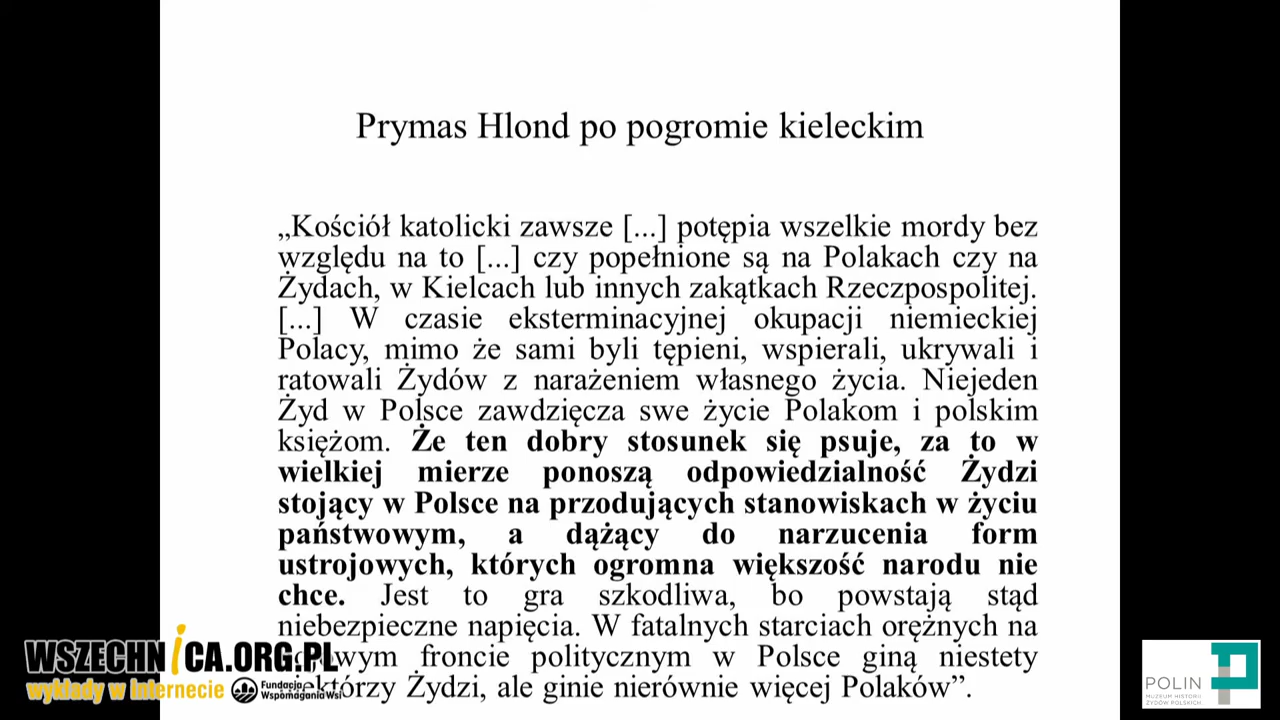 Prymas Hlond po pogromie kieleckim
„Kościół katolicki zawsze [...] potępia wszelkie mordy bez
względu na to [...] czy popełnione są na Polakach czy na
Żydach, w Kielcach lub innych zakątkach Rzeczpospolitej.
[...] W czasie eksterminacyjnej okupacji niemieckiej
Polacy, mimo że sami byli tępieni, wspierali, ukrywali i
ratowali Żydów z narażeniem własnego życia. Niejeden
Żyd w Polsce zawdzięcza swe życie Polakom i polskim
księżom. Że ten dobry stosunek się psuje, za to w
wielkiej mierze ponoszą odpowiedzialność Żydzi
stojący w Polsce na przodujących stanowiskach w życiu
państwowym, a dążący do narzucenia form
ustrojowych, których ogromna większość narodu nie
chce. Jest to gra szkodliwa, bo powstają stąd
niebezpieczne napięcia. W fatalnych starciach orężnych na
froncie politycznym w Polsce giną niestety
Żydzi, ale ginie nierównie więcej Polaków”.
WSZECHNiCA.ORG.PL
wykłady w Internecie
Fundacja
Wspomagania Wsi
POLIN
MUZEUM HISTORII
ŻYDÓW POLSKICH